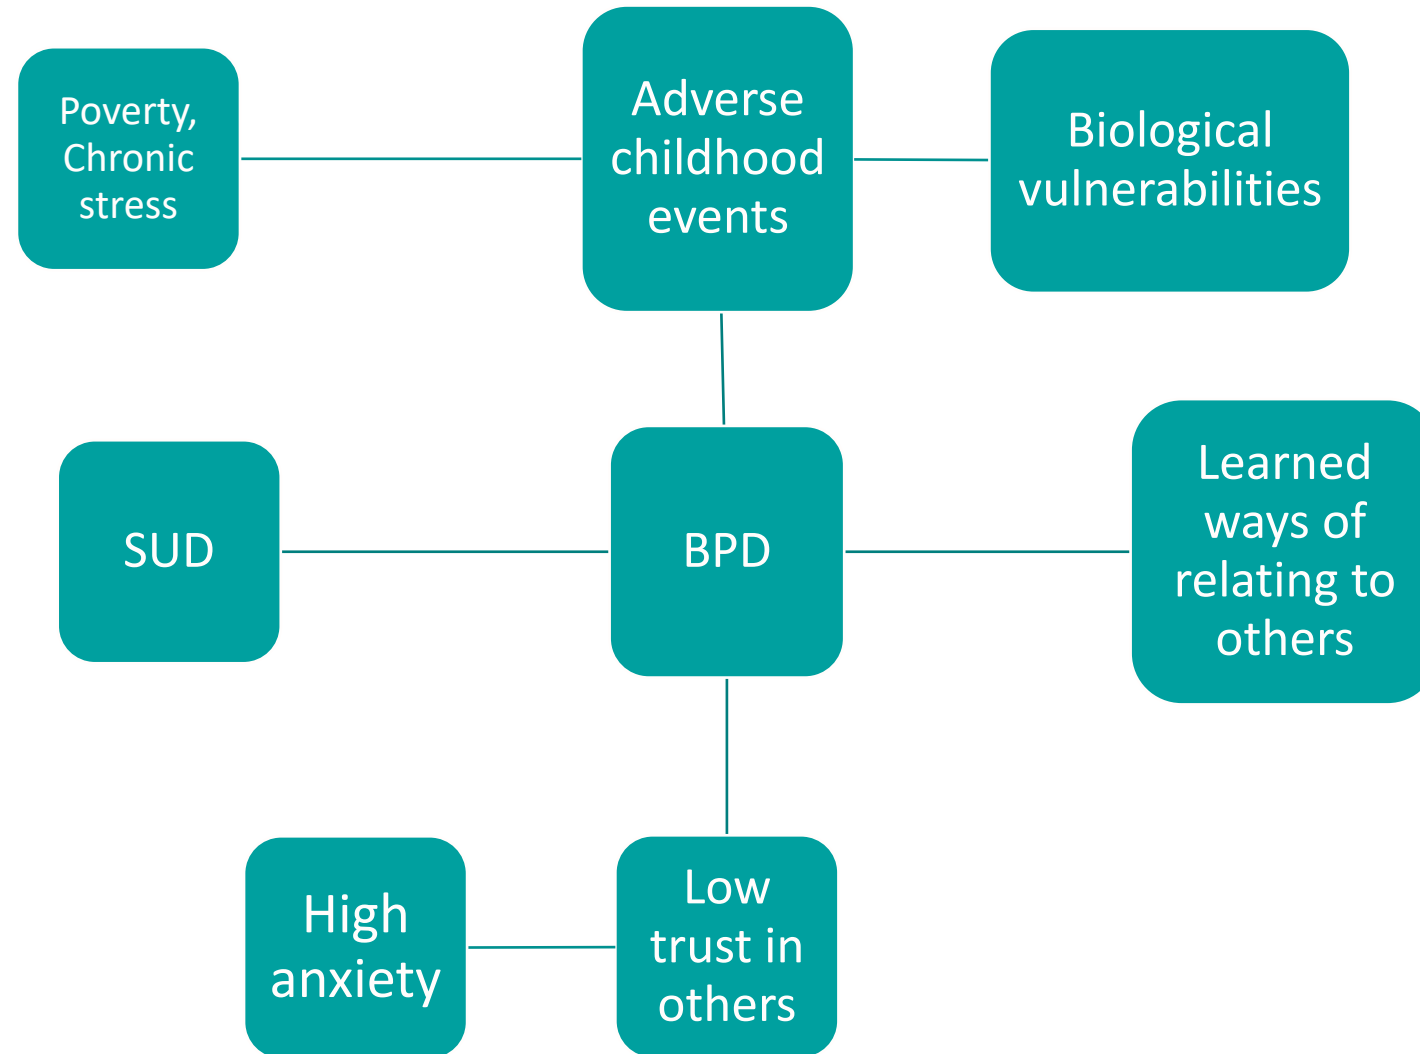 Poverty,
Chronic
stress
Adverse
childhood
events
Biological
vulnerabilities
SUD
BPD
Learned
ways of
relating to
others
High
anxiety
Low
trust in
others